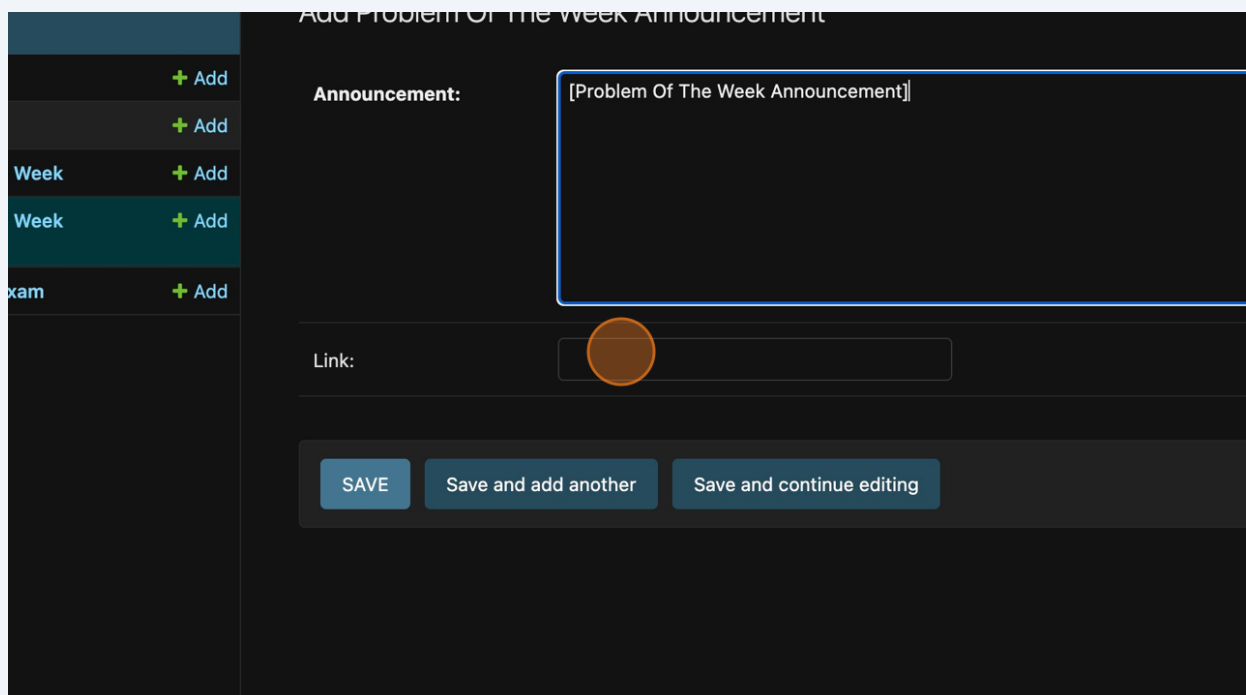 Add Problem Of The Week Announcement
+ Add
+ Add
Week + Add
Week + Add
xam + Add
Announcement: [Problem Of The Week Announcement]
Link:
SAVE Save and add another Save and continue editing